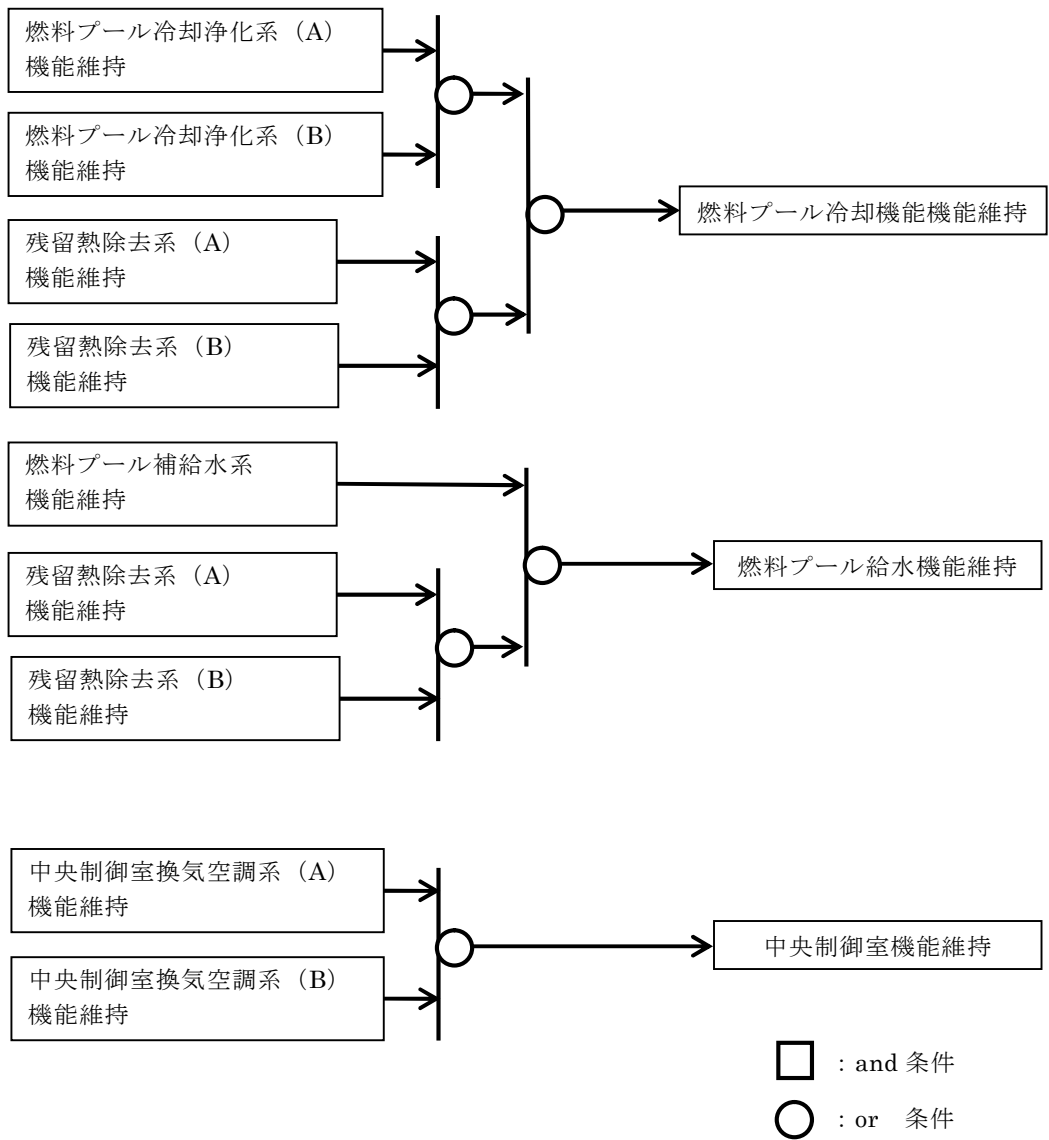 燃料プール冷却浄化系（A）
機能維持
燃料プール冷却浄化系（B）
機能維持
残留熱除去系（A）
機能維持
残留熱除去系（B）
機能維持
燃料プール冷却機能機能維持
燃料プール補給水系
機能維持
残留熱除去系（A）
機能維持
残留熱除去系（B）
機能維持
燃料プール給水機能維持
中央制御室換気空調系（A）
機能維持
中央制御室換気空調系（B）
機能維持
中央制御室機能維持
：and 条件
：or　条件